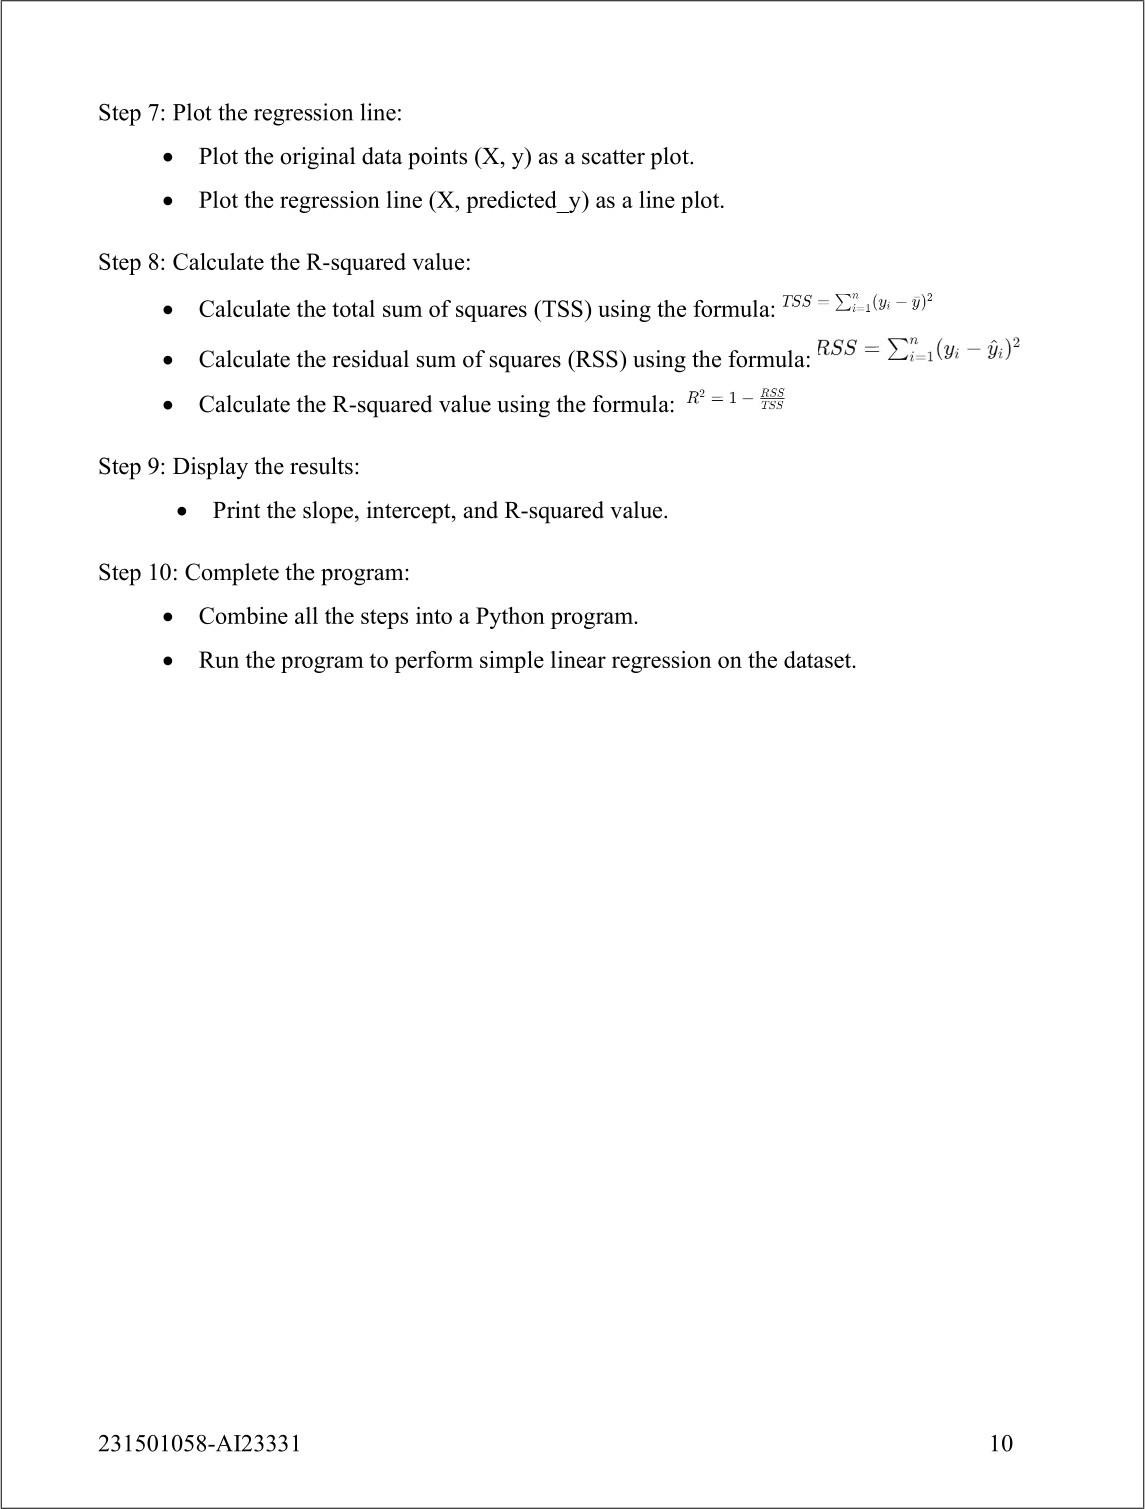 Step 7: Plot the regression line:
• Plot the original data points (X, y) as a scatter plot.
• Plot the regression line (X, predicted_y) as a line plot.
Step 8: Calculate the R-squared value:
• Calculate the total sum of squares (TSS) using the formula: TSS = ∑ⁿᵢ₌₁(yᵢ − ȳ)²
• Calculate the residual sum of squares (RSS) using the formula: RSS = ∑ⁿᵢ₌₁(yᵢ − ŷᵢ)²
• Calculate the R-squared value using the formula: R² = 1 − RSS/TSS
Step 9: Display the results:
• Print the slope, intercept, and R-squared value.
Step 10: Complete the program:
• Combine all the steps into a Python program.
• Run the program to perform simple linear regression on the dataset.
231501058-AI23331 10